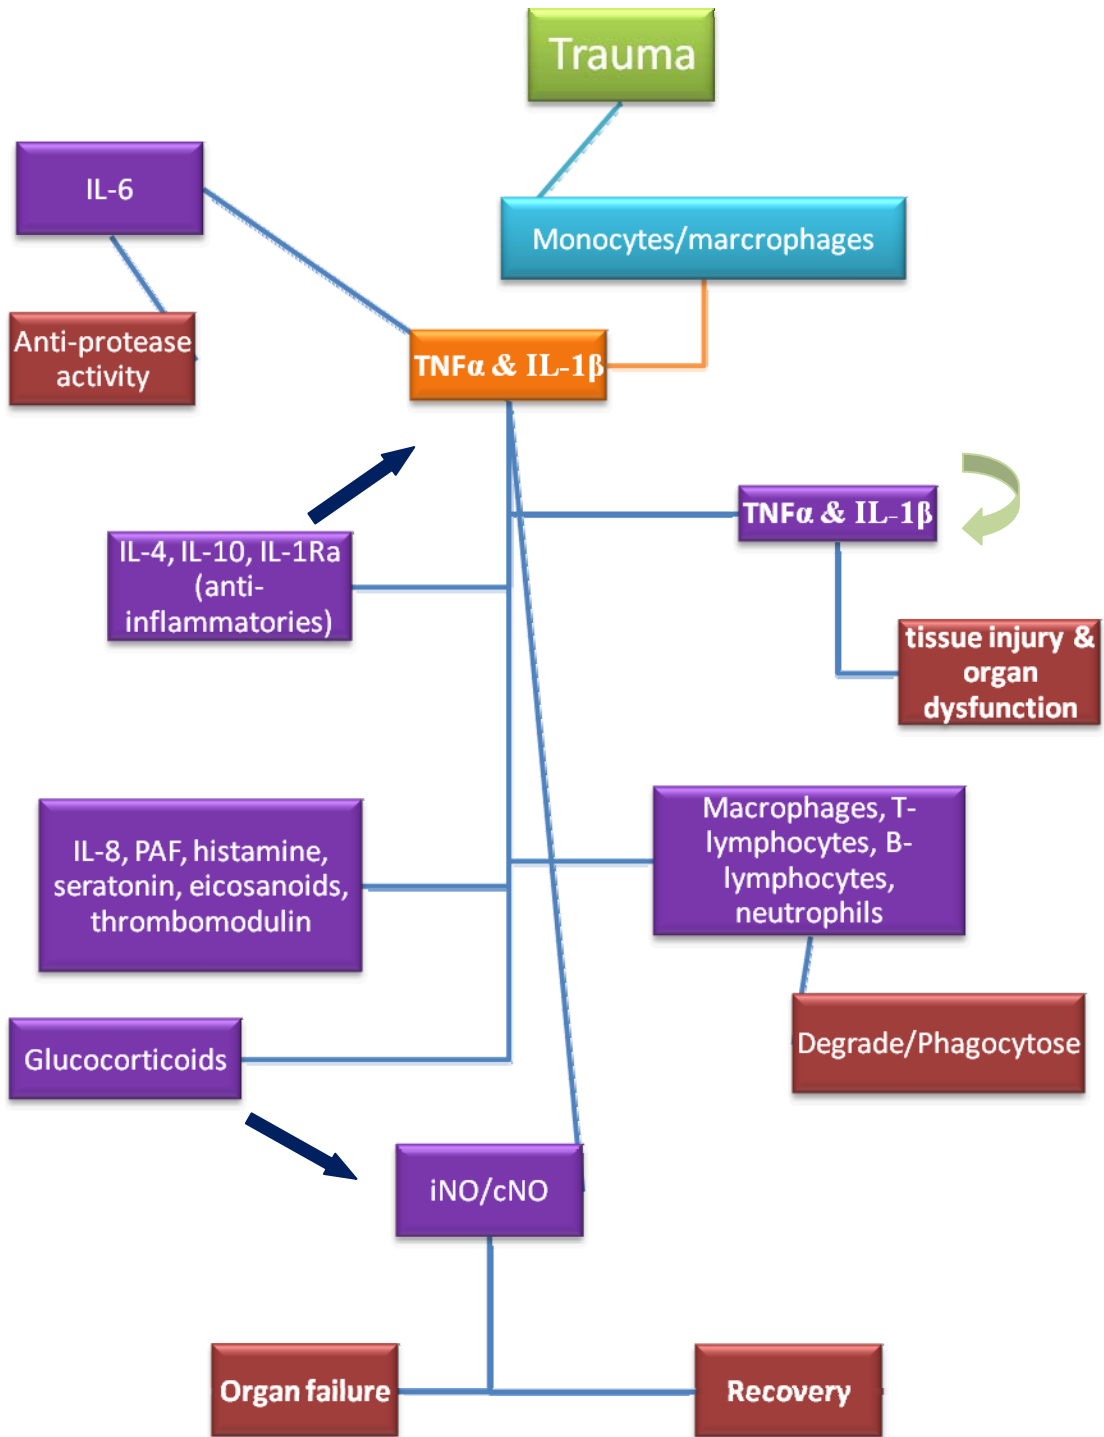 Trauma
IL-6
Monocytes/marcrophages
Anti-protease
activity
TNFα & IL-1β
TNFα & IL-1β
IL-4, IL-10, IL-1Ra
(anti-
inflammatories)
tissue injury &
organ
dysfunction
IL-8, PAF, histamine,
seratonin, eicosanoids,
thrombomodulin
Macrophages, T-
lymphocytes, B-
lymphocytes,
neutrophils
Glucocorticoids
Degrade/Phagocytose
iNO/cNO
Organ failure
Recovery